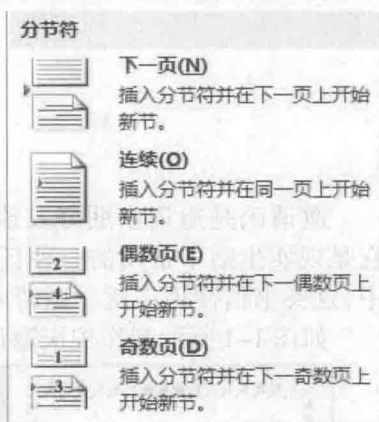 分节符
下一页(N)
插入分节符并在下一页上开始
新节。
连续(O)
插入分节符并在同一页上开始
新节。
2
4
偶数页(E)
插入分节符并在下一偶数页上
开始新节。
1
3
奇数页(D)
插入分节符并在下一奇数页上
开始新节。